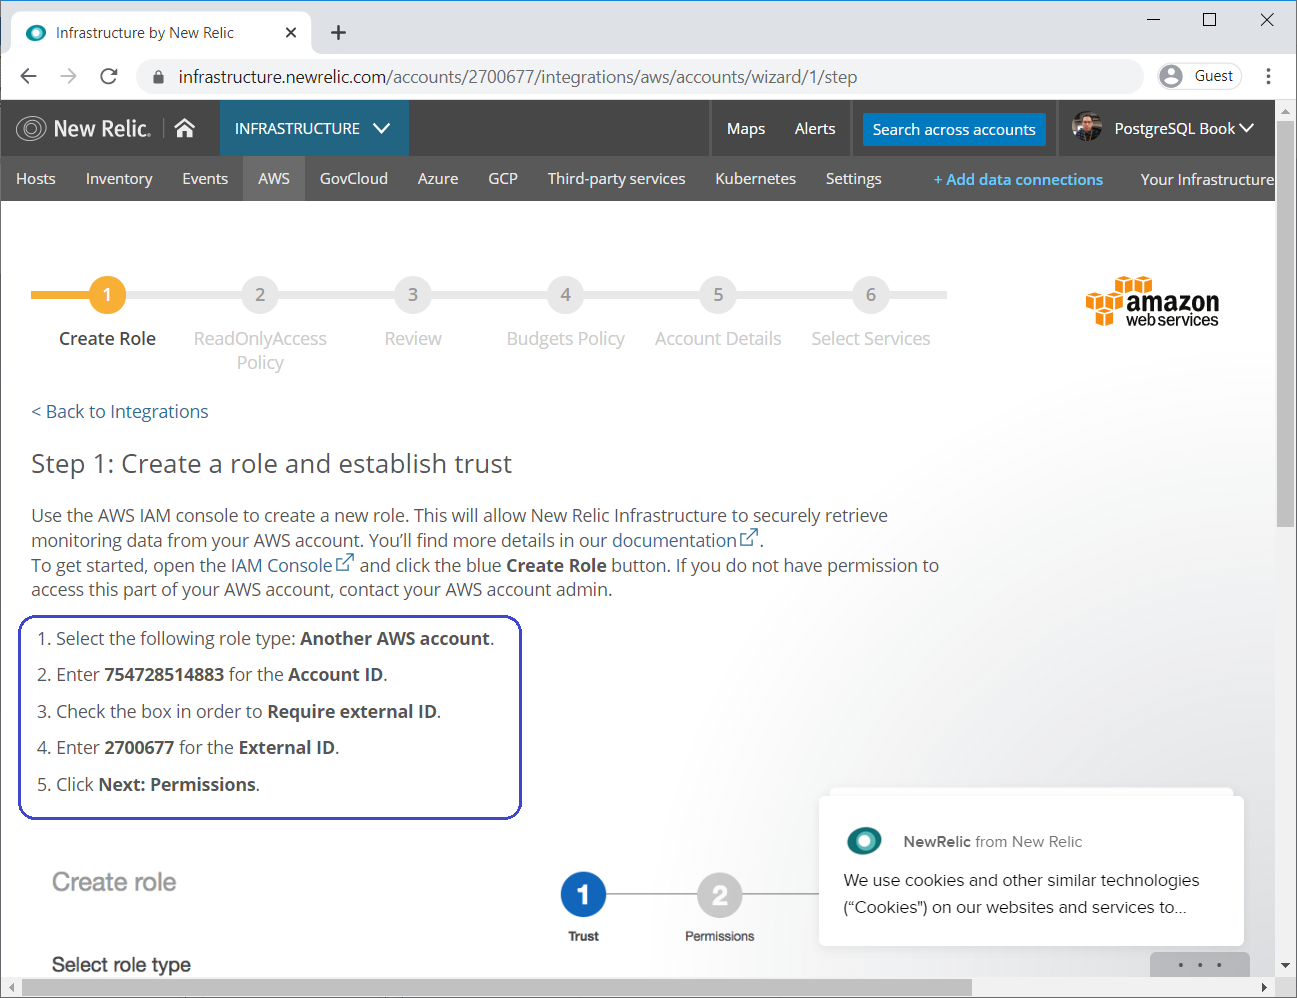 Infrastructure by New Relic
infrastructure.newrelic.com/accounts/2700677/integrations/aws/accounts/wizard/1/step
Guest
New Relic.
INFRASTRUCTURE
Maps
Alerts
Search across accounts
PostgreSQL Book
Hosts
Inventory
Events
AWS
GovCloud
Azure
GCP
Third-party services
Kubernetes
Settings
+ Add data connections
Your Infrastructure
1
2
3
4
5
6
Create Role
ReadOnlyAccess
Policy
Review
Budgets Policy
Account Details
Select Services
amazon
webservices
< Back to Integrations
Step 1: Create a role and establish trust
Use the AWS IAM console to create a new role. This will allow New Relic Infrastructure to securely retrieve
monitoring data from your AWS account. You’ll find more details in our documentation.
To get started, open the IAM Console and click the blue Create Role button. If you do not have permission to
access this part of your AWS account, contact your AWS account admin.
1. Select the following role type: Another AWS account.
2. Enter 754728514883 for the Account ID.
3. Check the box in order to Require external ID.
4. Enter 2700677 for the External ID.
5. Click Next: Permissions.
Create role
1
2
Trust
Permissions
Select role type
NewRelic from New Relic
We use cookies and other similar technologies
(“Cookies") on our websites and services to...